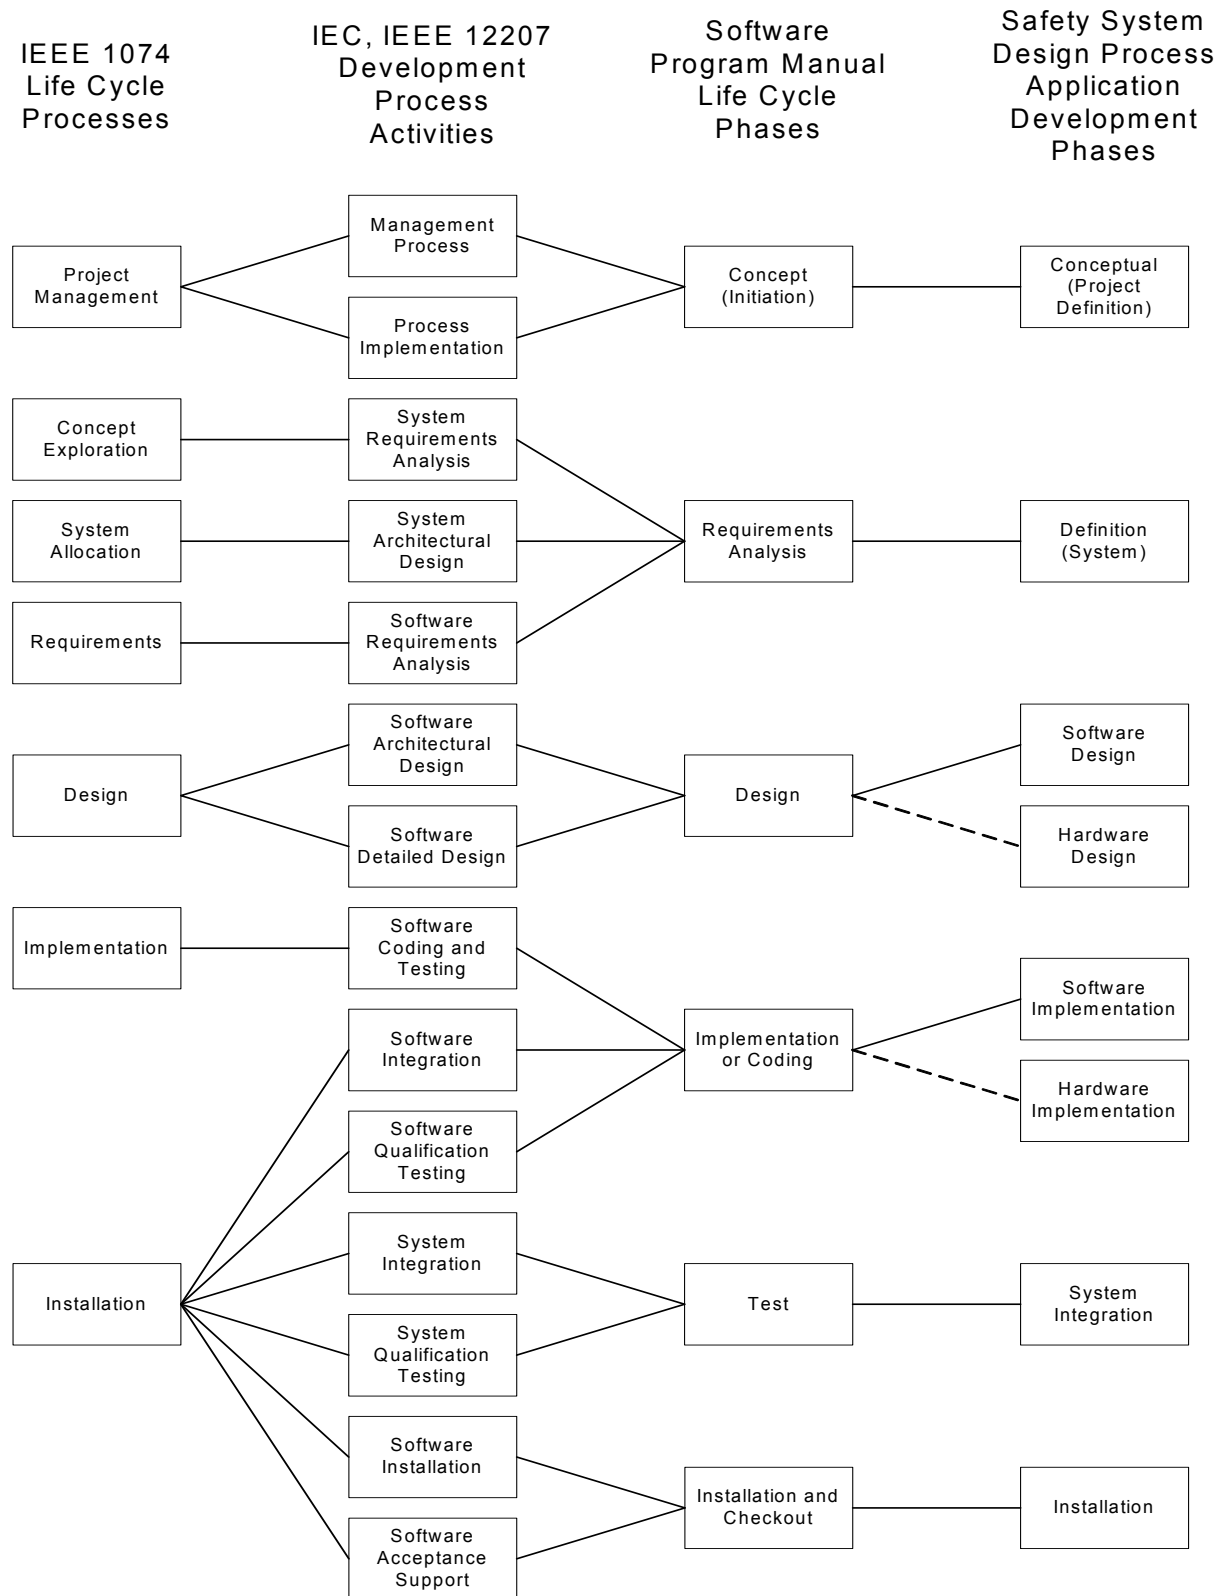 IEEE 1074
Life Cycle
Processes
IEC, IEEE 12207
Development
Process
Activities
Software
Program Manual
Life Cycle
Phases
Safety System
Design Process
Application
Development
Phases
Project
Management
Management
Process
Process
Implementation
Concept
(Initiation)
Conceptual
(Project
Definition)
Concept
Exploration
System
Requirements
Analysis
System
Allocation
System
Architectural
Design
Requirements
Analysis
Definition
(System)
Requirements
Software
Requirements
Analysis
Design
Software
Architectural
Design
Software
Detailed Design
Design
Software
Design
Hardware
Design
Implementation
Software
Coding and
Testing
Software
Integration
Software
Qualification
Testing
Implementation
or Coding
Software
Implementation
Hardware
Implementation
Installation
System
Integration
System
Qualification
Testing
Test
System
Integration
Software
Installation
Software
Acceptance
Support
Installation and
Checkout
Installation